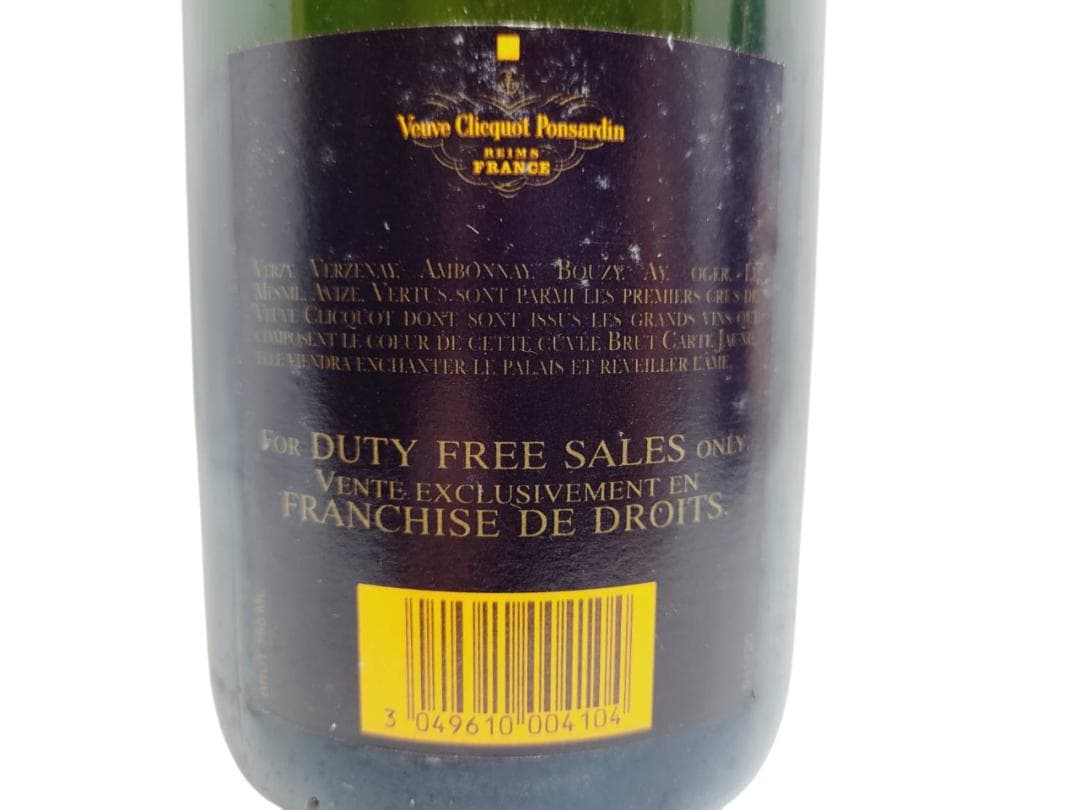 Veuve Clicquot Ponsardin
REIMS
FRANCE
VERZY, VERZENAY, AMBONNAY, BOUZY, AY, OGER, LE
MESNIL, AVIZE, VERTUS, SONT PARMI LES PREMIERS CRUS DE
VEUVE CLICQUOT DONT SONT ISSUS LES GRANDS VINS QUI
COMPOSENT LE COEUR DE CETTE CUVÉE BRUT CARTE JAUNE.
ELLE VIENDRA ENCHANTER LE PALAIS ET RÉVEILLER L'ÂME.
FOR DUTY FREE SALES ONLY.
VENTE EXCLUSIVEMENT EN
FRANCHISE DE DROITS.
3 049610 004104